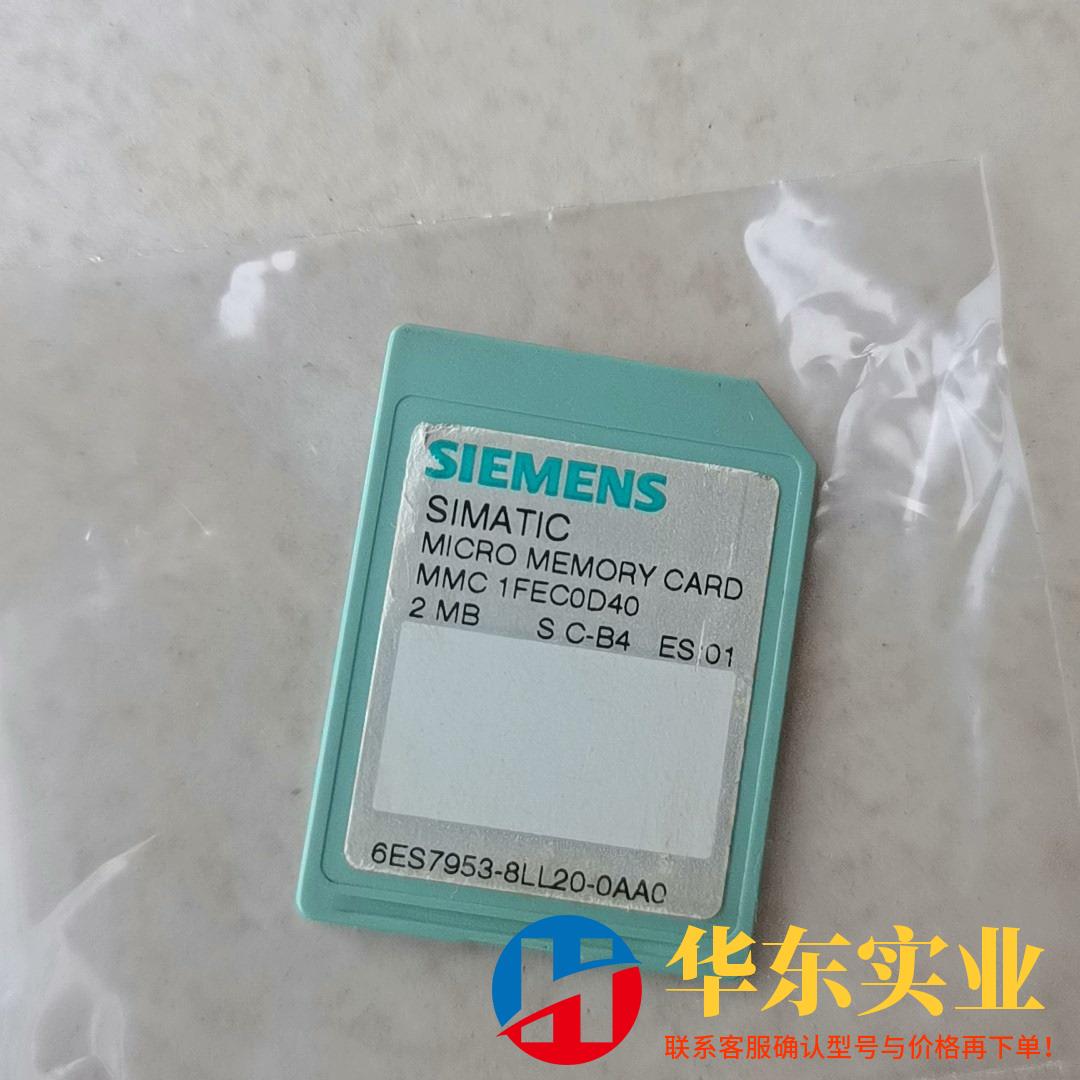 SIEMENS
SIMATIC
MICRO MEMORY CARD
MMC 1FEC0D40
2 MB S C-B4 ES 01
6ES7953-8LL20-0AA0
华东实业
联系客服确认型号与价格再下单!